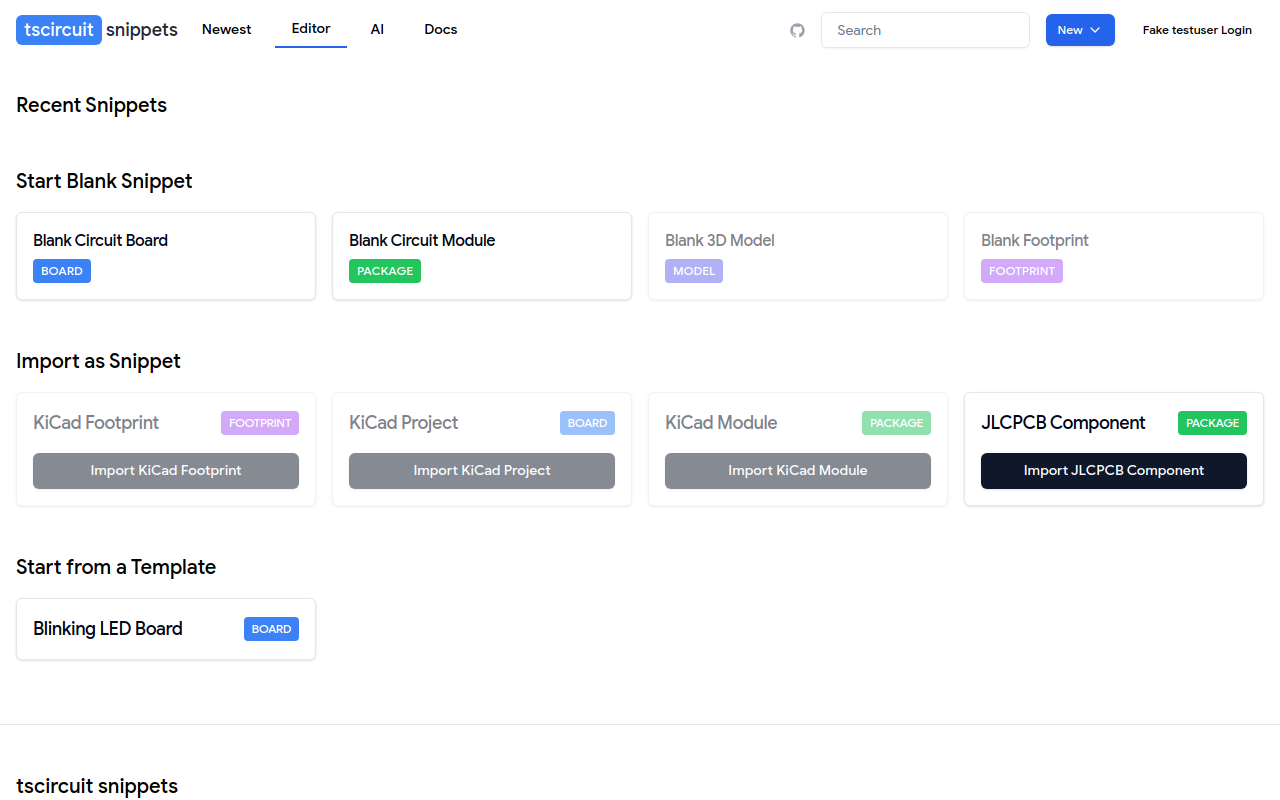 tscircuit snippets Newest Editor AI Docs Search New Fake testuser Login
Recent Snippets
Start Blank Snippet
Blank Circuit Board Blank Circuit Module Blank 3D Model Blank Footprint
BOARD PACKAGE MODEL FOOTPRINT
Import as Snippet
KiCad Footprint FOOTPRINT KiCad Project BOARD KiCad Module PACKAGE JLCPCB Component PACKAGE
Import KiCad Footprint Import KiCad Project Import KiCad Module Import JLCPCB Component
Start from a Template
Blinking LED Board BOARD
tscircuit snippets